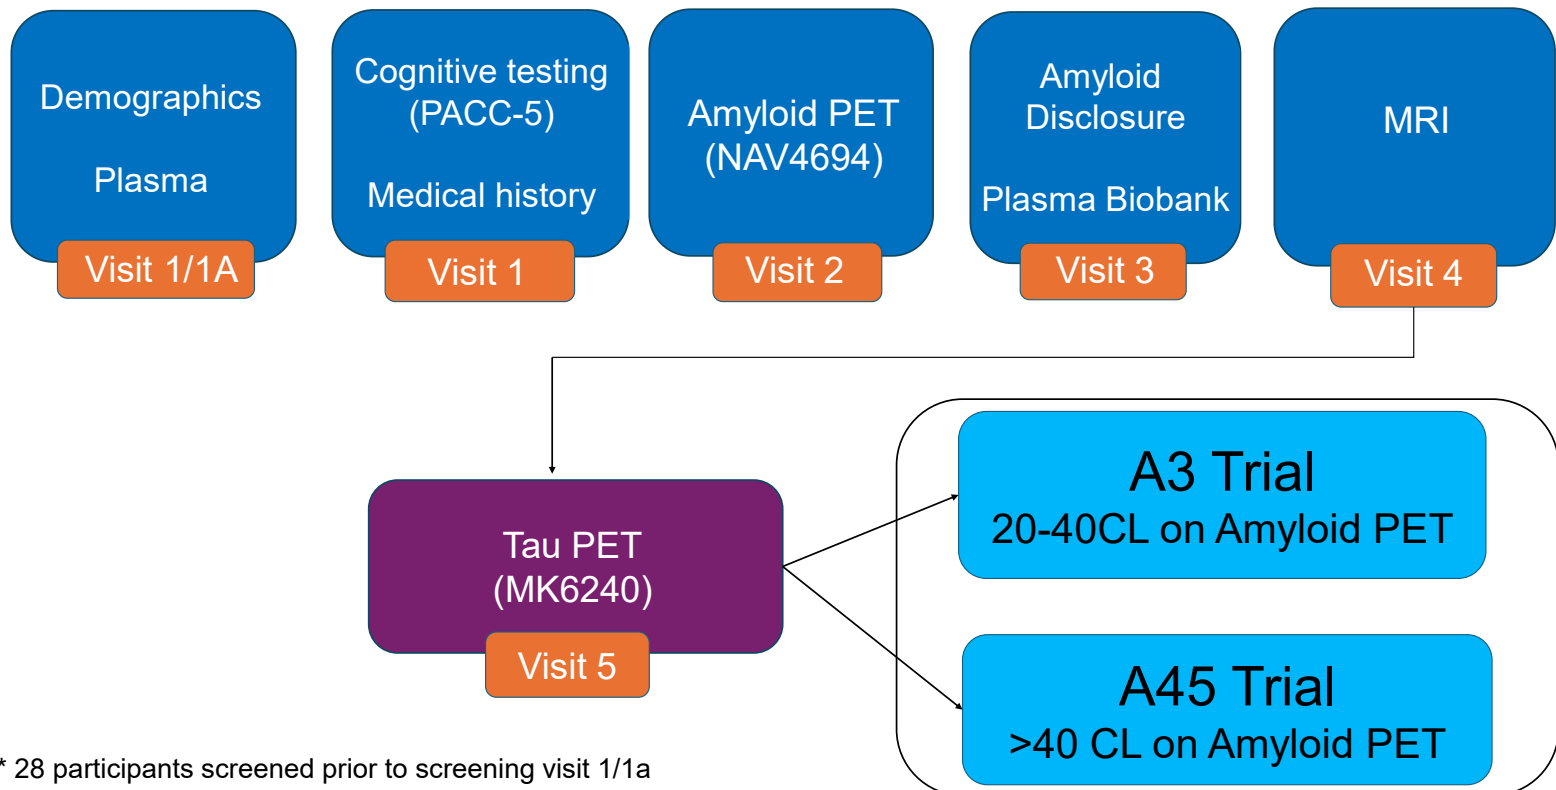 Demographics
Plasma
Visit 1/1A
Cognitive testing
(PACC-5)
Medical history
Visit 1
Amyloid PET
(NAV4694)
Visit 2
Amyloid
Disclosure
Plasma Biobank
Visit 3
MRI
Visit 4
Tau PET
(MK6240)
Visit 5
A3 Trial
20-40CL on Amyloid PET
A45 Trial
>40 CL on Amyloid PET
* 28 participants screened prior to screening visit 1/1a